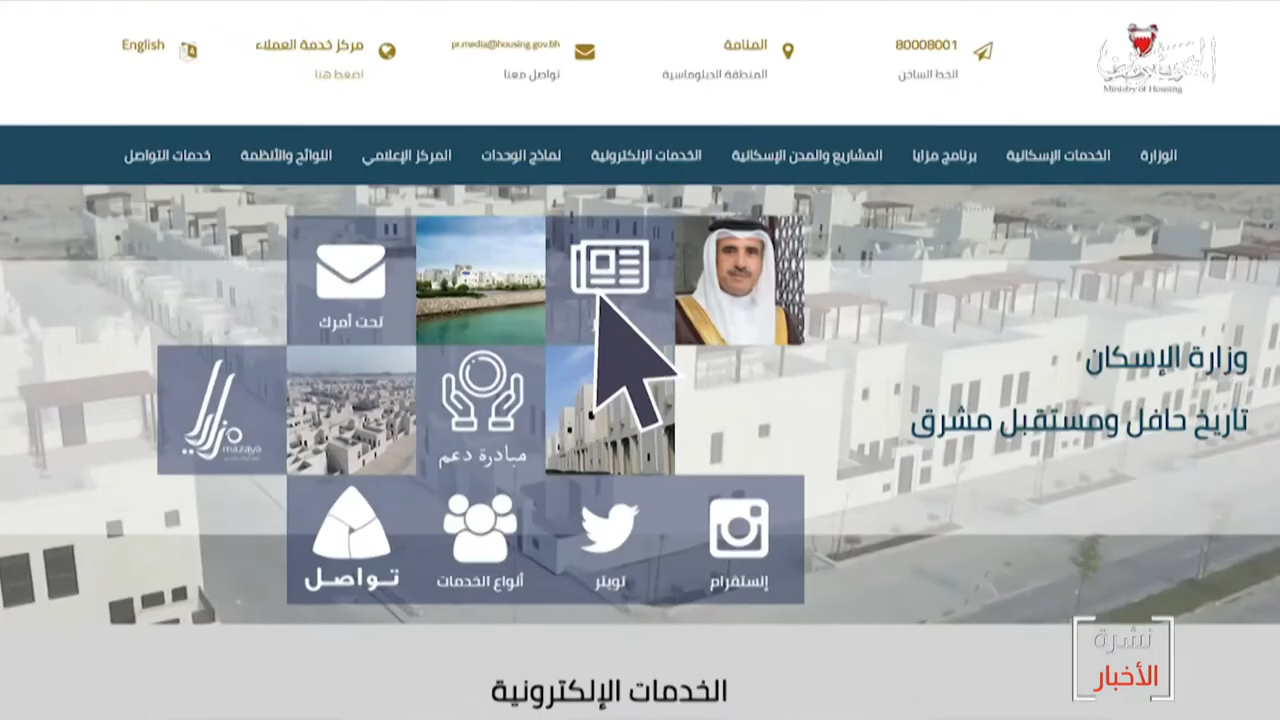 80008001
الخط الساخن
المنامة
المنطقة الدبلوماسية
pr.media@housing.gov.bh
تواصل معنا
مركز خدمة العملاء
اضغط هنا
English
Ministry of Housing
الوزارة
الخدمات الإسكانية
برنامج مزايا
المشاريع والمدن الإسكانية
الخدمات الإلكترونية
نماذج الوحدات
المركز الإعلامي
اللوائح والأنظمة
خدمات التواصل
تحت أمرك
وزارة الإسكان
تاريخ حافل ومستقبل مشرق
مبادرة دعم
مزايا
mazaya
إنستقرام
تويتر
أنواع الخدمات
تواصل
نشرة
الأخبار
الخدمات الإلكترونية